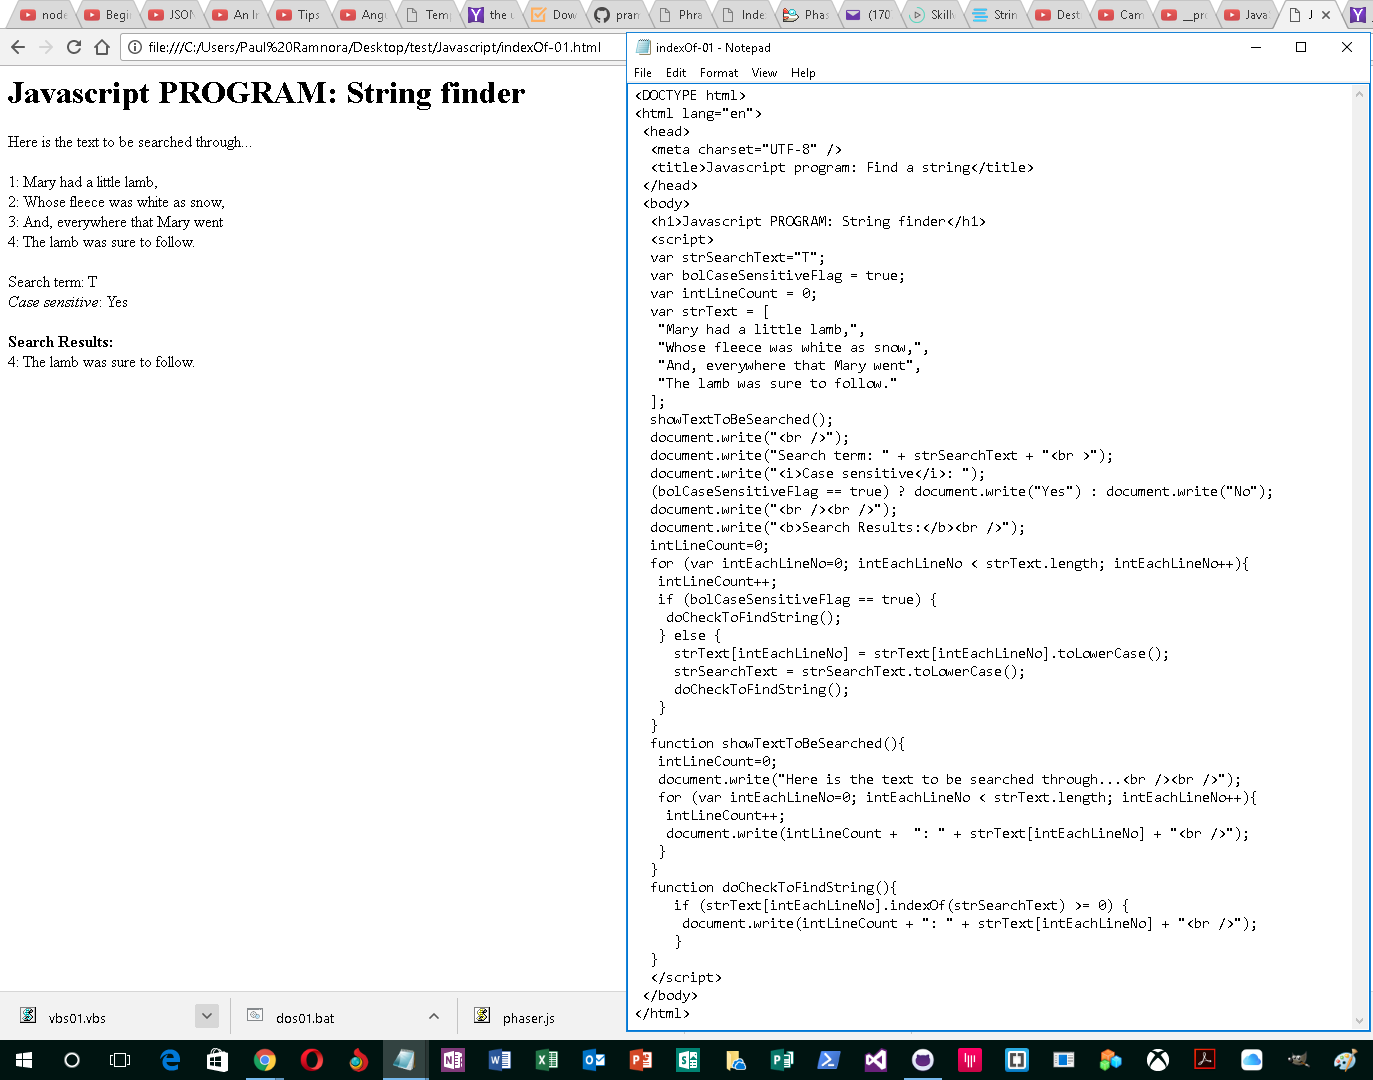 node
Begi
JSON
An Ir
Tips
Ang
Temp
the u
Dow
pran
Phra
Inde
Phas
(170
Skill
Strin
Dest
Cam
__pro
Java
J
file:///C:/Users/Paul%20Ramnora/Desktop/test/Javascript/indexOf-01.html
Javascript PROGRAM: String finder
Here is the text to be searched through...
1: Mary had a little lamb,
2: Whose fleece was white as snow,
3: And, everywhere that Mary went
4: The lamb was sure to follow.
Search term: T
Case sensitive: Yes
Search Results:
4: The lamb was sure to follow.
indexOf-01 - Notepad
File Edit Format View Help
<DOCTYPE html>
<html lang="en">
<head>
<meta charset="UTF-8" />
<title>Javascript program: Find a string</title>
</head>
<body>
<h1>Javascript PROGRAM: String finder</h1>
<script>
var strSearchText="T";
var bolCaseSensitiveFlag = true;
var intLineCount = 0;
var strText = [
"Mary had a little lamb,",
"Whose fleece was white as snow,",
"And, everywhere that Mary went",
"The lamb was sure to follow."
];
showTextToBeSearched();
document.write("<br />");
document.write("Search term: " + strSearchText + "<br >");
document.write("<i>Case sensitive</i>: ");
(bolCaseSensitiveFlag == true) ? document.write("Yes") : document.write("No");
document.write("<br /><br />");
document.write("<b>Search Results:</b><br />");
intLineCount=0;
for (var intEachLineNo=0; intEachLineNo < strText.length; intEachLineNo++){
intLineCount++;
if (bolCaseSensitiveFlag == true) {
doCheckToFindString();
} else {
strText[intEachLineNo] = strText[intEachLineNo].toLowerCase();
strSearchText = strSearchText.toLowerCase();
doCheckToFindString();
}
}
function showTextToBeSearched(){
intLineCount=0;
document.write("Here is the text to be searched through...<br /><br />");
for (var intEachLineNo=0; intEachLineNo < strText.length; intEachLineNo++){
intLineCount++;
document.write(intLineCount +  ": " + strText[intEachLineNo] + "<br />");
}
}
function doCheckToFindString(){
if (strText[intEachLineNo].indexOf(strSearchText) >= 0) {
document.write(intLineCount + ": " + strText[intEachLineNo] + "<br />");
}
}
</script>
</body>
</html>
vbs01.vbs
dos01.bat
phaser.js